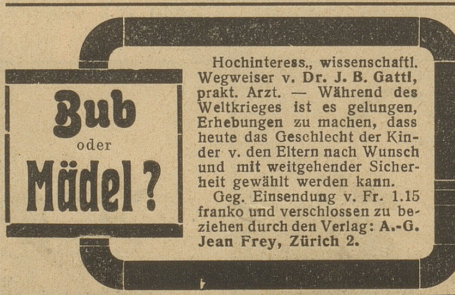 Bub
oder
Mädel?
Hochinteress., wissenschaftl.
Wegweiser v. Dr. J. B. Gattl,
prakt. Arzt. — Während des
Weltkrieges ist es gelungen,
Erhebungen zu machen, dass
heute das Geschlecht der Kin-
der v. den Eltern nach Wunsch
und mit weitgehender Sicher-
heit gewählt werden kann.
Geg. Einsendung v. Fr. 1.15
franko und verschlossen zu be-
ziehen durch den Verlag: A.-G.
Jean Frey, Zürich 2.